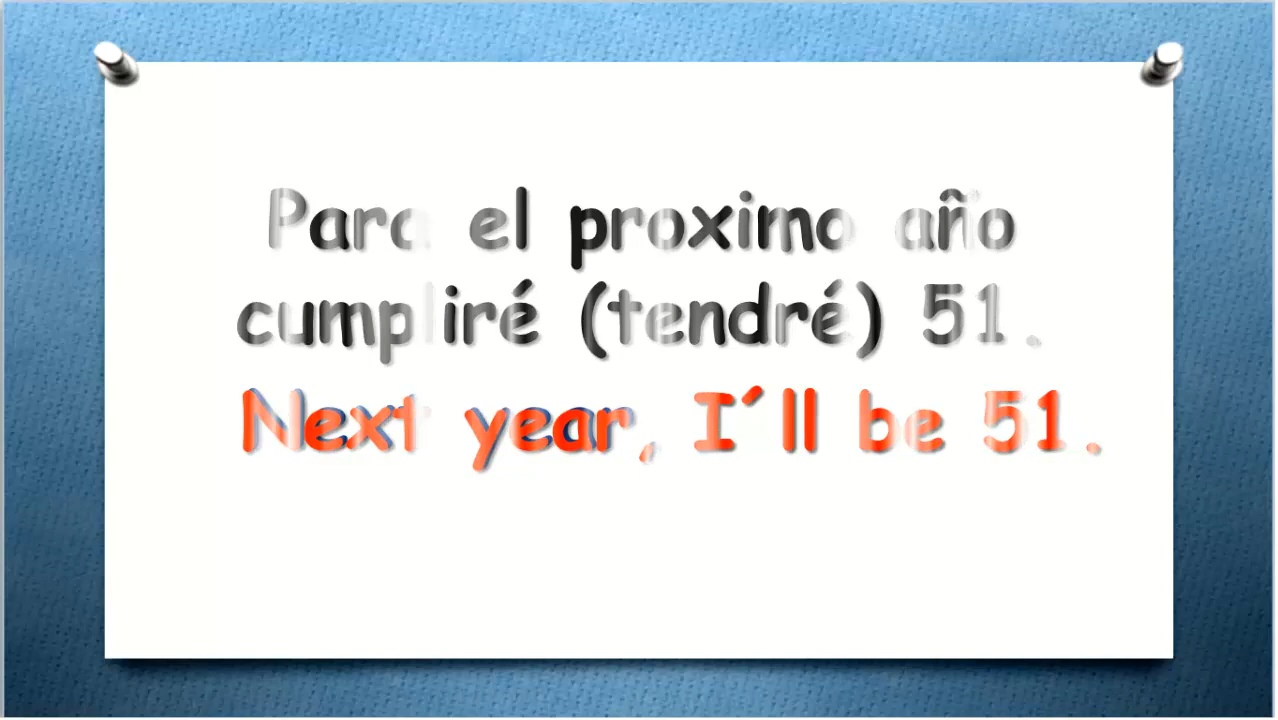 Para el proximo año
cumpliré (tendré) 51.
Next year, I´ll be 51.